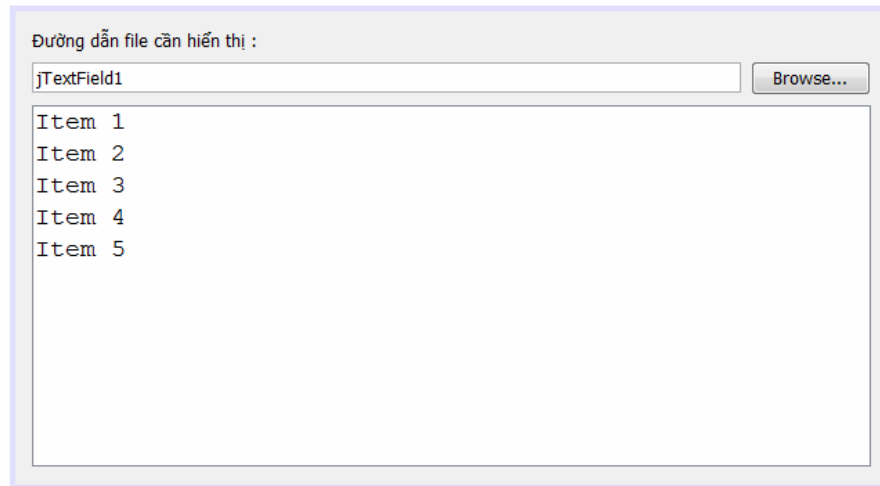 Đường dẫn file cần hiển thị :
jTextField1
Browse...
Item 1
Item 2
Item 3
Item 4
Item 5